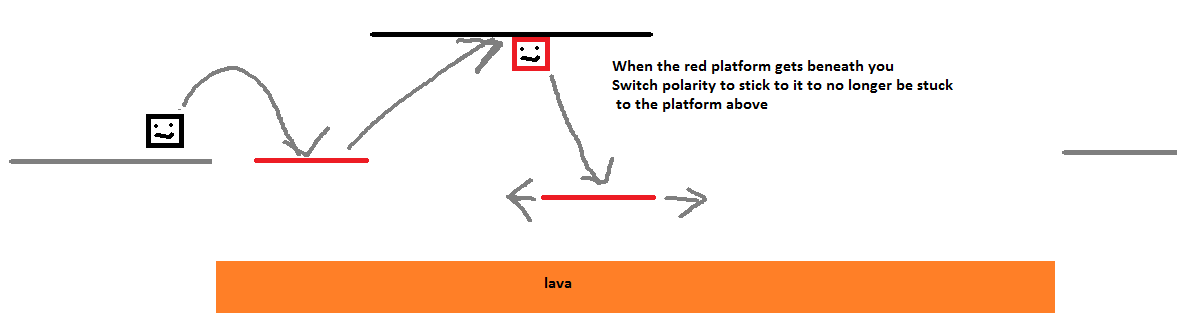 When the red platform gets beneath you
Switch polarity to stick to it to no longer be stuck
to the platform above
lava